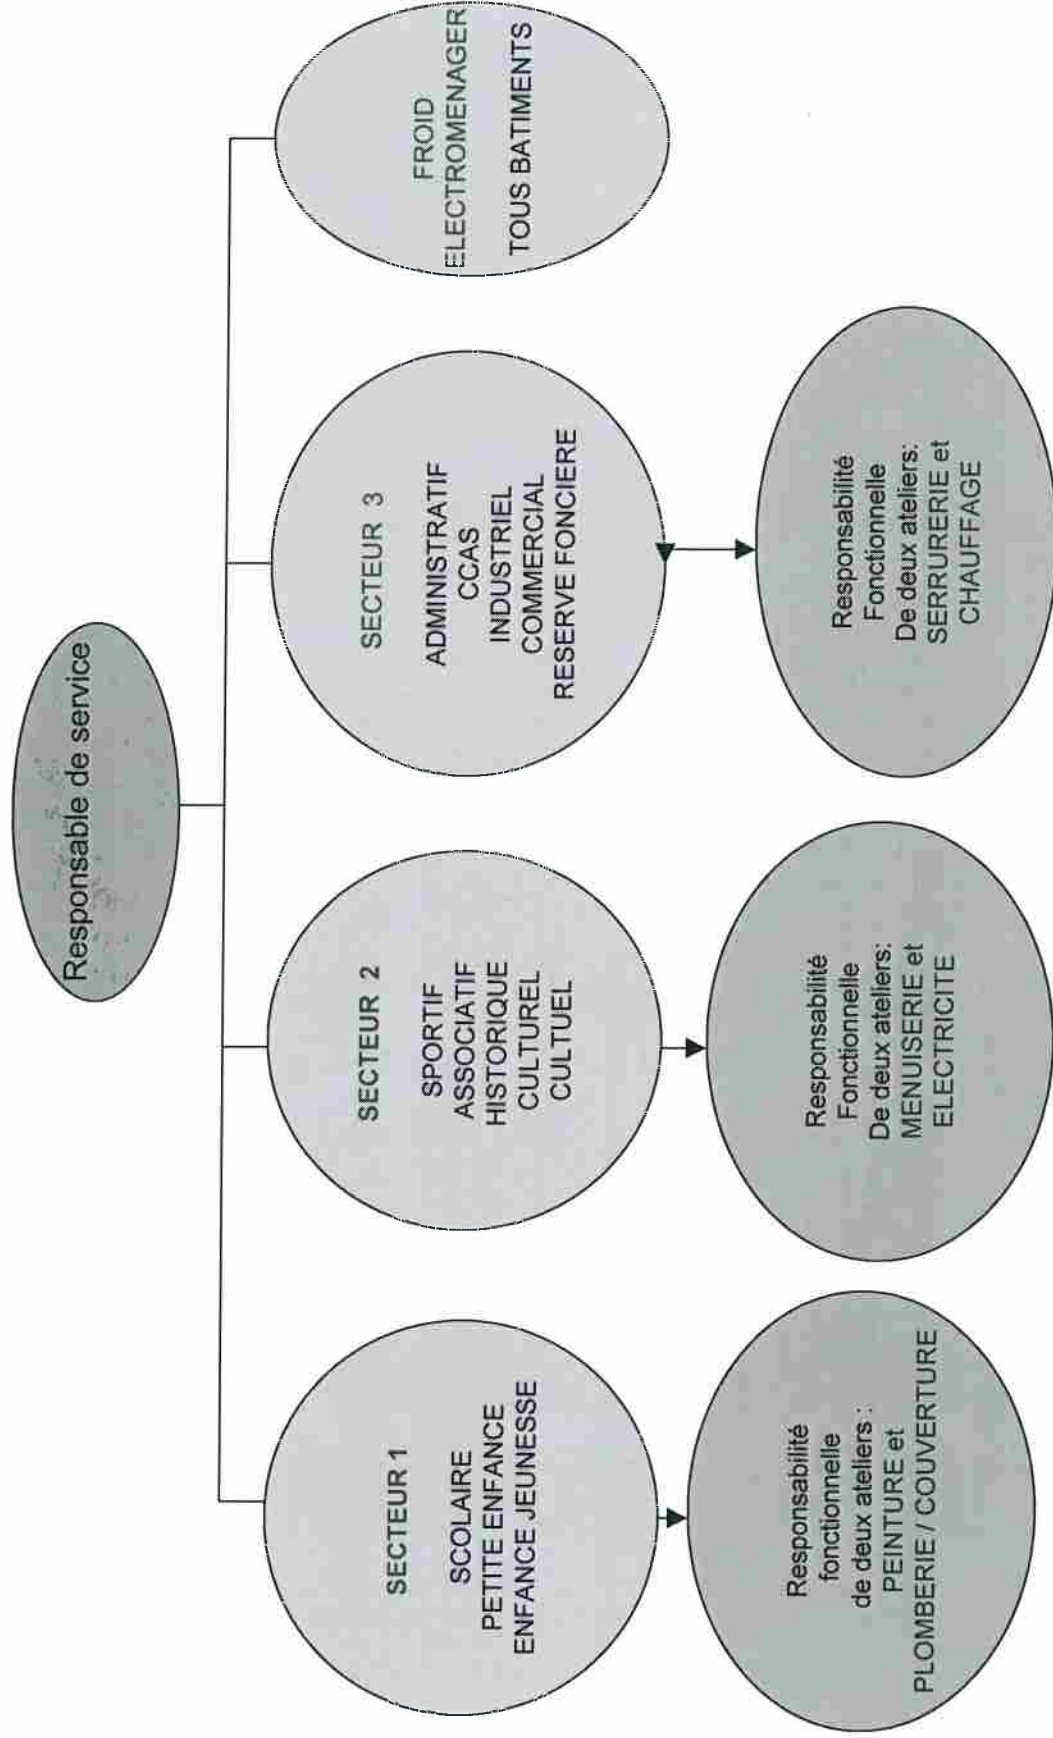 Responsable de service
SECTEUR 1
SCOLAIRE
PETITE ENFANCE
ENFANCE JEUNESSE
SECTEUR 2
SPORTIF
ASSOCIATIF
HISTORIQUE
CULTUREL
CULTUEL
SECTEUR 3
ADMINISTRATIF
CCAS
INDUSTRIEL
COMMERCIAL
RESERVE FONCIERE
FROID
ELECTROMENAGER
TOUS BATIMENTS
Responsabilité
fonctionnelle
de deux ateliers :
PEINTURE et
PLOMBERIE / COUVERTURE
Responsabilité
Fonctionnelle
De deux ateliers:
MENUISERIE et
ELECTRICITE
Responsabilité
Fonctionnelle
De deux ateliers:
SERRURERIE et
CHAUFFAGE